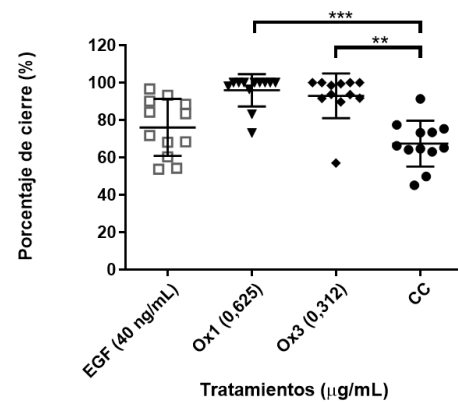 ***
**
120
100
80
60
40
20
0
Porcentaje de cierre (%)
EGF (40 ng/mL)
Ox1 (0,625)
Ox3 (0,312)
CC
Tratamientos (μg/mL)